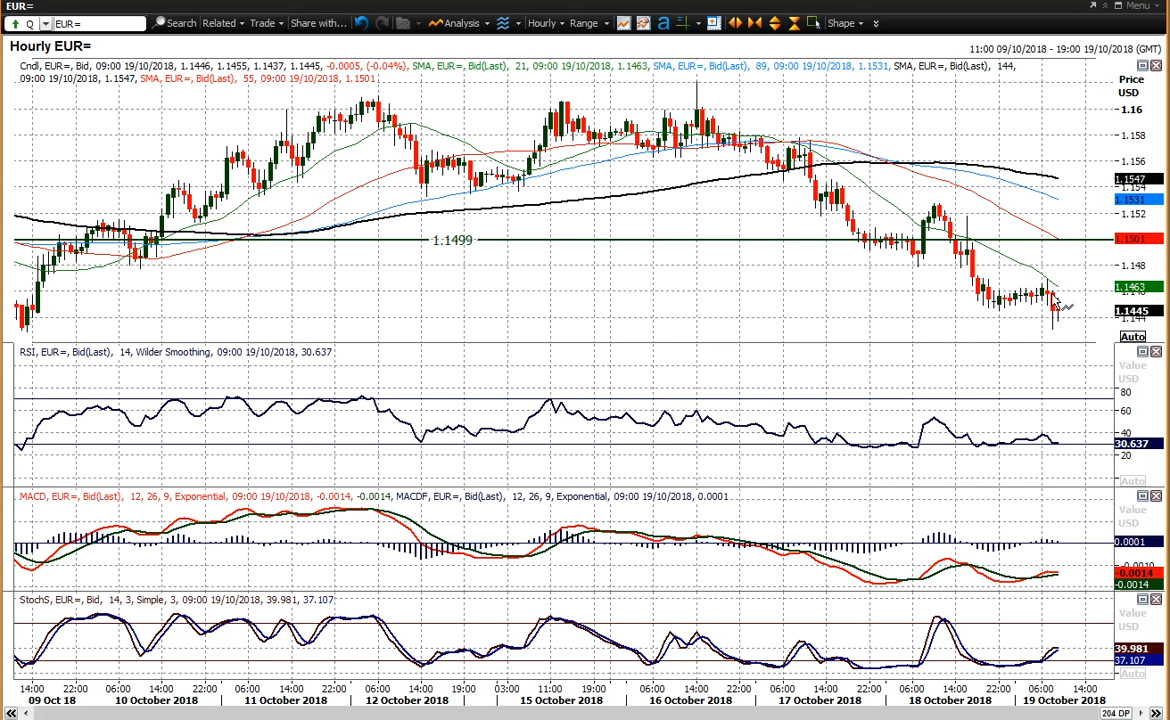 EUR=
Menu
Q EUR= Search Related Trade Share with... Analysis Hourly Range Shape
Hourly EUR=
11:00 09/10/2018 - 19:00 19/10/2018 (GMT)
Cndl, EUR=, Bid, 09:00 19/10/2018, 1.1446, 1.1455, 1.1437, 1.1445, -0.0005, (-0.04%), SMA, EUR=, Bid(Last), 21, 09:00 19/10/2018, 1.1463, SMA, EUR=, Bid(Last), 89, 09:00 19/10/2018, 1.1531, SMA, EUR=, Bid(Last), 144,
09:00 19/10/2018, 1.1547, SMA, EUR=, Bid(Last), 55, 09:00 19/10/2018, 1.1501
Price
USD
1.16
1.158
1.156
1.1547
1.154
1.1531
1.152
1.1499
1.1501
1.148
1.1463
1.146
1.1445
1.144
Auto
RSI, EUR=, Bid(Last), 14, Wilder Smoothing, 09:00 19/10/2018, 30.637
Value
USD
80
60
40
30.637
20
Auto
MACD, EUR=, Bid(Last), 12, 26, 9, Exponential, 09:00 19/10/2018, -0.0014, -0.0014, MACDF, EUR=, Bid(Last), 12, 26, 9, Exponential, 09:00 19/10/2018, 0.0001
Value
USD
0.0001
-0.0010
-0.0014
-0.0014
StochS, EUR=, Bid, 14, 3, Simple, 3, 09:00 19/10/2018, 39.981, 37.107
Value
USD
39.981
37.107
Auto
14:00 22:00 06:00 14:00 22:00 06:00 14:00 22:00 06:00 14:00 19:00 03:00 11:00 19:00 06:00 14:00 22:00 06:00 14:00 22:00 06:00 14:00 22:00 06:00 14:00
09 Oct 18 10 October 2018 11 October 2018 12 October 2018 15 October 2018 16 October 2018 17 October 2018 18 October 2018 19 October 2018
204 DP